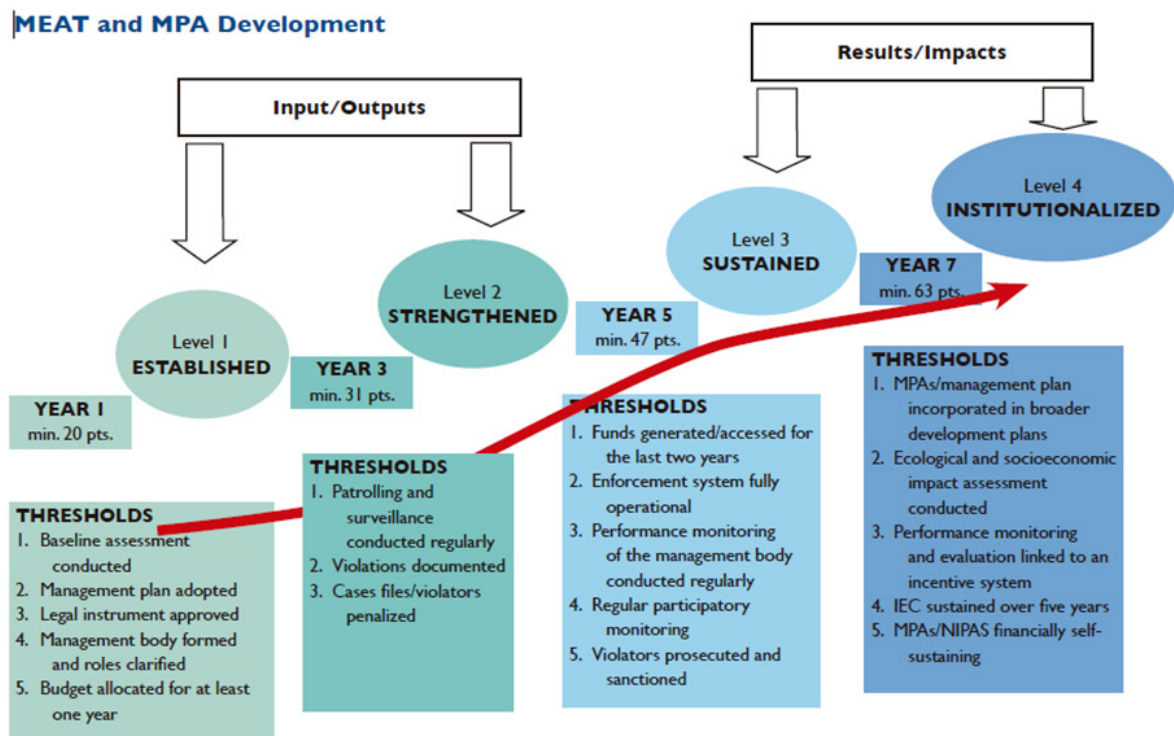 MEAT and MPA Development
Input/Outputs
Results/Impacts
Level 1
ESTABLISHED
Level 2
STRENGTHENED
Level 3
SUSTAINED
Level 4
INSTITUTIONALIZED
YEAR 1
min. 20 pts.
YEAR 3
min. 31 pts.
YEAR 5
min. 47 pts.
YEAR 7
min. 63 pts.
THRESHOLDS
1. Baseline assessment
conducted
2. Management plan adopted
3. Legal instrument approved
4. Management body formed
and roles clarified
5. Budget allocated for at least
one year
THRESHOLDS
1. Patrolling and
surveillance
conducted regularly
2. Violations documented
3. Cases files/violators
penalized
THRESHOLDS
1. Funds generated/accessed for
the last two years
2. Enforcement system fully
operational
3. Performance monitoring
of the management body
conducted regularly
4. Regular participatory
monitoring
5. Violators prosecuted and
sanctioned
THRESHOLDS
1. MPAs/management plan
incorporated in broader
development plans
2. Ecological and socioeconomic
impact assessment
conducted
3. Performance monitoring
and evaluation linked to an
incentive system
4. IEC sustained over five years
5. MPAs/NIPAS financially self-
sustaining